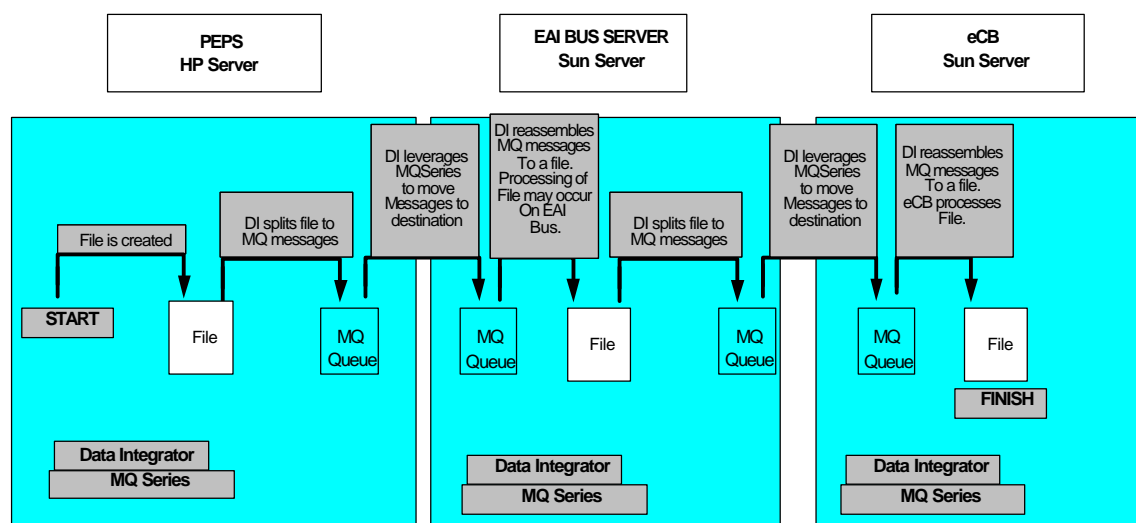 PEPS
HP Server
EAI BUS SERVER
Sun Server
eCB
Sun Server
File is created
DI splits file to
MQ messages
DI leverages
MQSeries
to move
Messages to
destination
DI reassembles
MQ messages
To a file.
Processing of
File may occur
On EAI
Bus.
DI splits file to
MQ messages
DI leverages
MQSeries
to move
Messages to
destination
DI reassembles
MQ messages
To a file.
eCB processes
File.
START
File
MQ
Queue
MQ
Queue
File
MQ
Queue
MQ
Queue
File
FINISH
Data Integrator
MQ Series
Data Integrator
MQ Series
Data Integrator
MQ Series